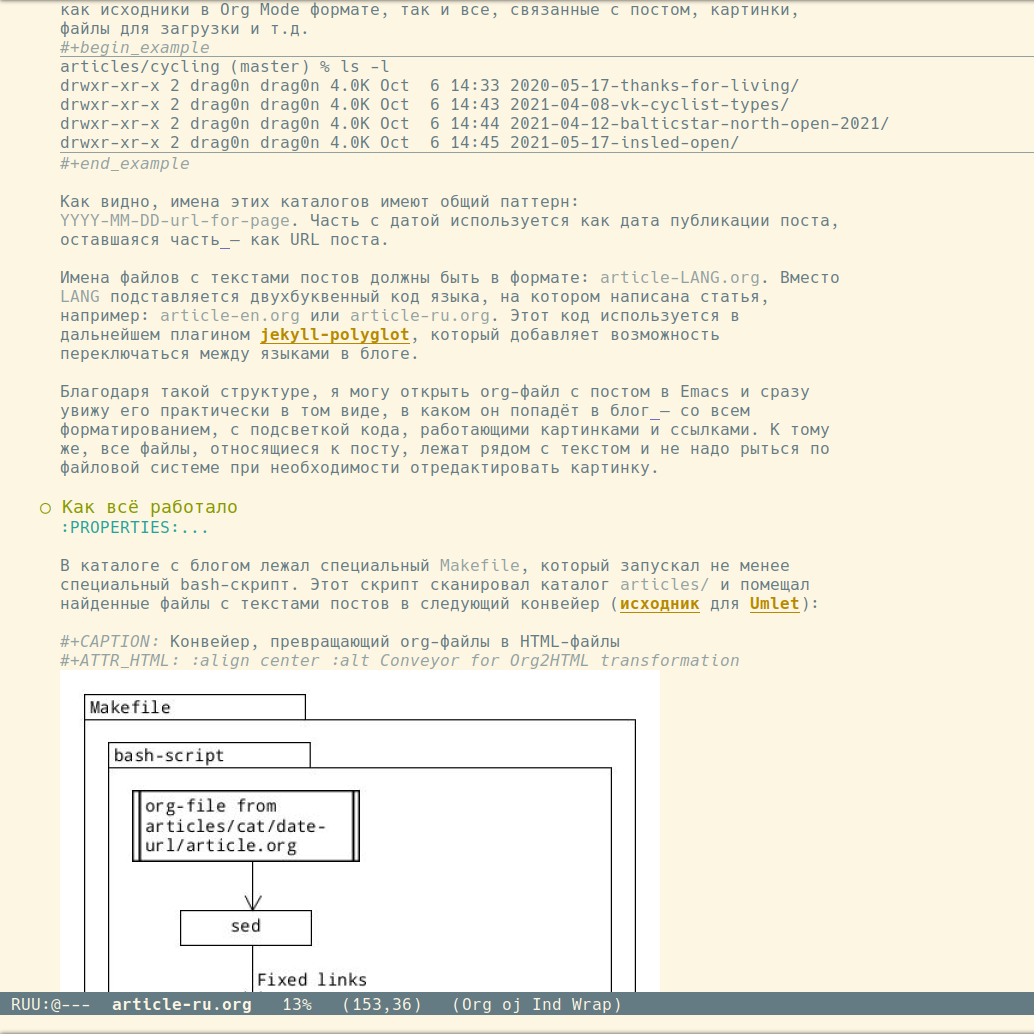 как исходники в Org Mode формате, так и все, связанные с постом, картинки,
файлы для загрузки и т.д.
#+begin_example
articles/cycling (master) % ls -l
drwxr-xr-x 2 drag0n drag0n 4.0K Oct  6 14:33 2020-05-17-thanks-for-living/
drwxr-xr-x 2 drag0n drag0n 4.0K Oct  6 14:43 2021-04-08-vk-cyclist-types/
drwxr-xr-x 2 drag0n drag0n 4.0K Oct  6 14:44 2021-04-12-balticstar-north-open-2021/
drwxr-xr-x 2 drag0n drag0n 4.0K Oct  6 14:45 2021-05-17-insled-open/
#+end_example
Как видно, имена этих каталогов имеют общий паттерн:
YYYY-MM-DD-url-for-page. Часть с датой используется как дата публикации поста,
оставшаяся часть_— как URL поста.
Имена файлов с текстами постов должны быть в формате: article-LANG.org. Вместо
LANG подставляется двухбуквенный код языка, на котором написана статья,
например: article-en.org или article-ru.org. Этот код используется в
дальнейшем плагином jekyll-polyglot, который добавляет возможность
переключаться между языками в блоге.
Благодаря такой структуре, я могу открыть org-файл с постом в Emacs и сразу
увижу его практически в том виде, в каком он попадёт в блог_— со всем
форматированием, с подсветкой кода, работающими картинками и ссылками. К тому
же, все файлы, относящиеся к посту, лежат рядом с текстом и не надо рыться по
файловой системе при необходимости отредактировать картинку.
○ Как всё работало
:PROPERTIES:...
В каталоге с блогом лежал специальный Makefile, который запускал не менее
специальный bash-скрипт. Этот скрипт сканировал каталог articles/ и помещал
найденные файлы с текстами постов в следующий конвейер (исходник для Umlet):
#+CAPTION: Конвейер, превращающий org-файлы в HTML-файлы
#+ATTR_HTML: :align center :alt Conveyor for Org2HTML transformation
Makefile
bash-script
org-file from
articles/cat/date-
url/article.org
sed
Fixed links
RUU:@---  article-ru.org   13%   (153,36)   (Org oj Ind Wrap)